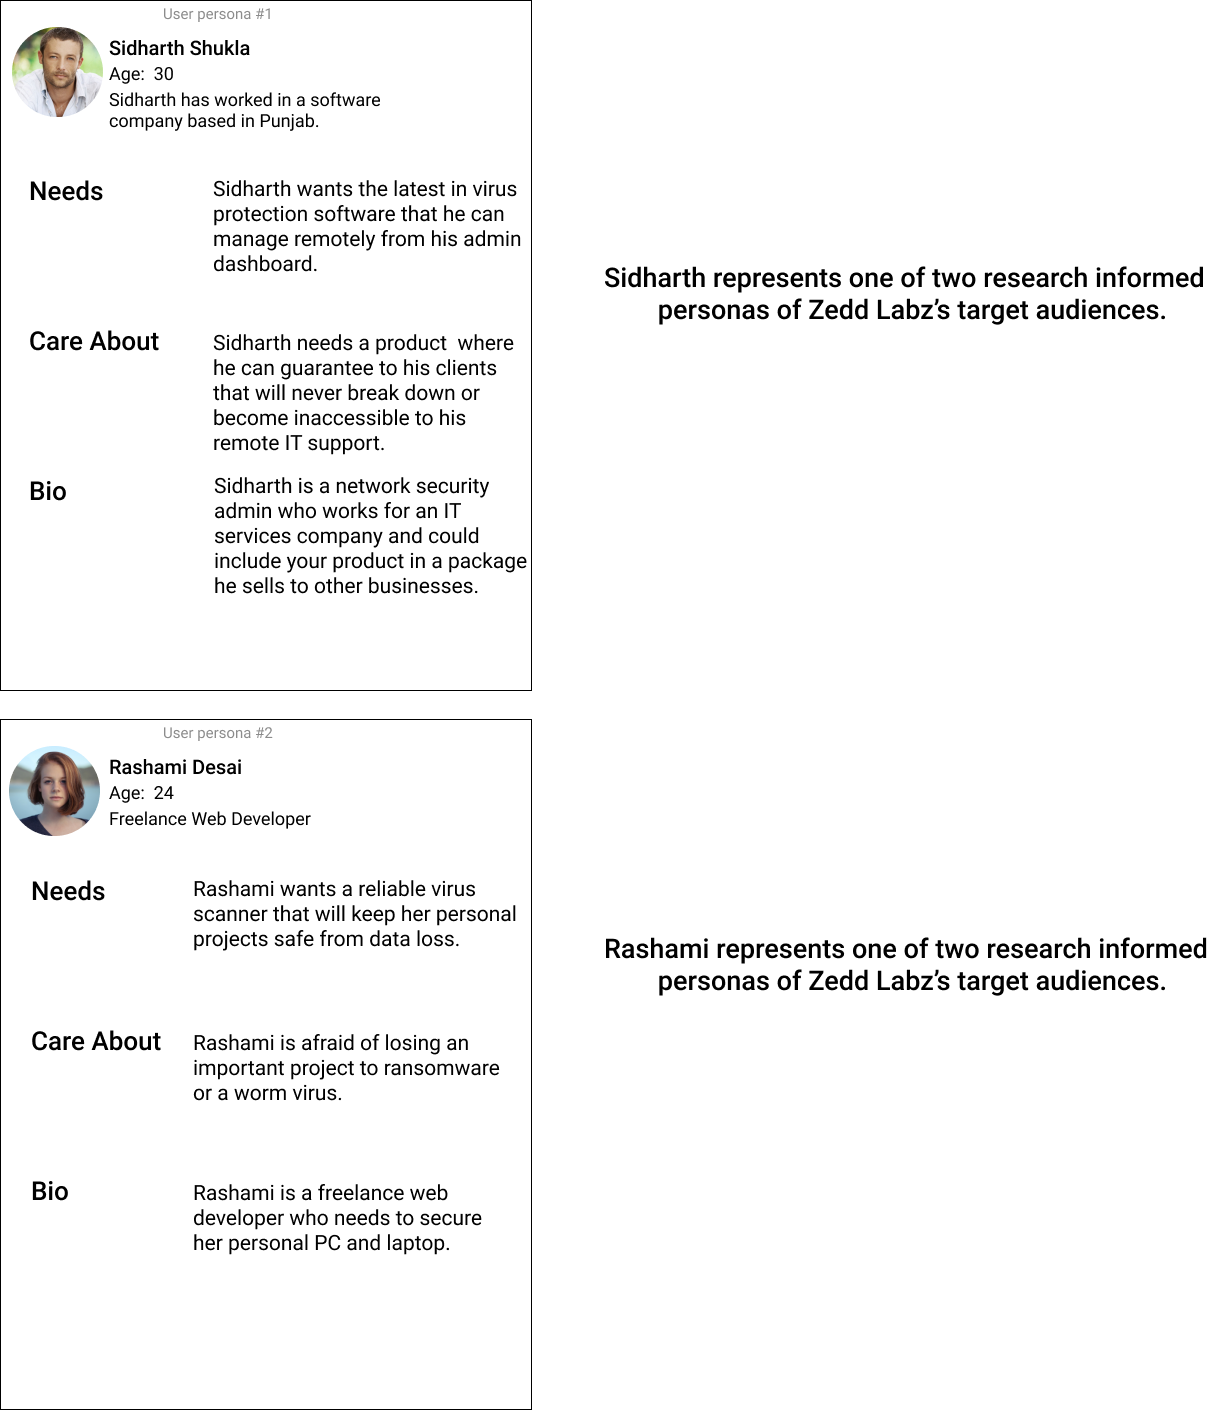 User persona #1
Sidharth Shukla
Age:  30
Sidharth has worked in a software
company based in Punjab.
Needs
Sidharth wants the latest in virus
protection software that he can
manage remotely from his admin
dashboard.
Care About
Sidharth needs a product  where
he can guarantee to his clients
that will never break down or
become inaccessible to his
remote IT support.
Bio
Sidharth is a network security
admin who works for an IT
services company and could
include your product in a package
he sells to other businesses.
Sidharth represents one of two research informed
personas of Zedd Labz’s target audiences.
User persona #2
Rashami Desai
Age:  24
Freelance Web Developer
Needs
Rashami wants a reliable virus
scanner that will keep her personal
projects safe from data loss.
Care About
Rashami is afraid of losing an
important project to ransomware
or a worm virus.
Bio
Rashami is a freelance web
developer who needs to secure
her personal PC and laptop.
Rashami represents one of two research informed
personas of Zedd Labz’s target audiences.